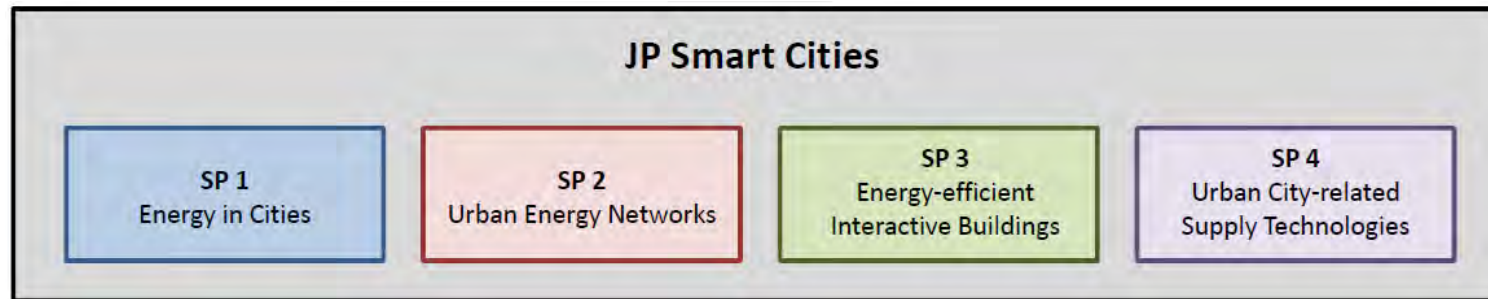 JP Smart Cities
SP 1
Energy in Cities
SP 2
Urban Energy Networks
SP 3
Energy-efficient
Interactive Buildings
SP 4
Urban City-related
Supply Technologies